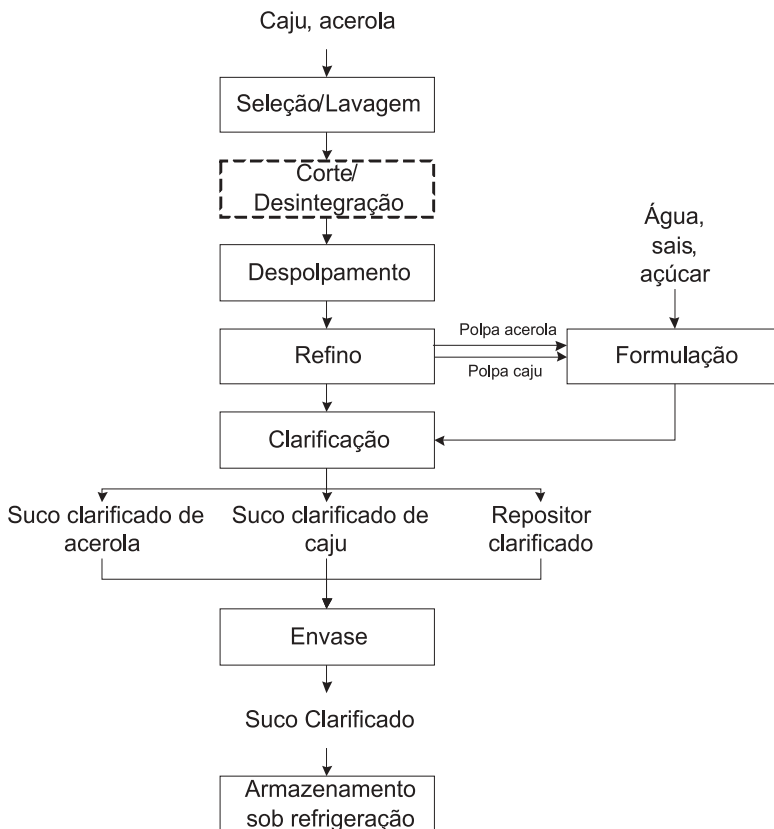 Caju, acerola
Seleção/Lavagem
Corte/
Desintegração
Água,
sais,
açúcar
Despolpamento
Polpa acerola
Refino
Formulação
Polpa caju
Clarificação
Suco clarificado de
acerola
Suco clarificado de
caju
Repositor
clarificado
Envase
Suco Clarificado
Armazenamento
sob refrigeração